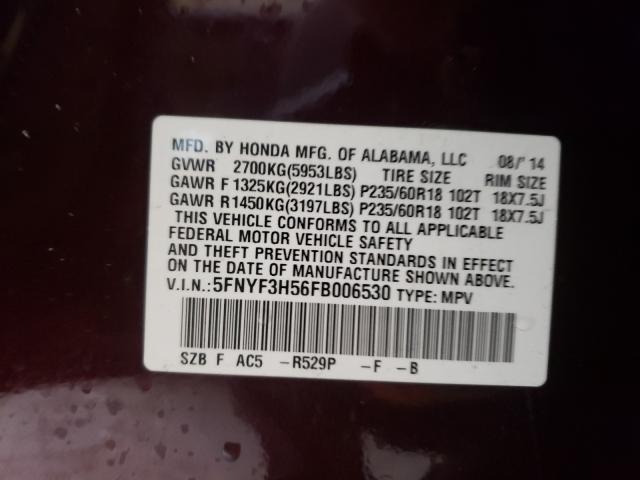 MFD. BY HONDA MFG. OF ALABAMA, LLC 08/'14
GVWR 2700KG(5953LBS) TIRE SIZE RIM SIZE
GAWR F 1325KG(2921LBS) P235/60R18 102T 18X7.5J
GAWR R1450KG(3197LBS) P235/60R18 102T 18X7.5J
THIS VEHICLE CONFORMS TO ALL APPLICABLE
FEDERAL MOTOR VEHICLE SAFETY
AND THEFT PREVENTION STANDARDS IN EFFECT
ON THE DATE OF MANUFACTURE SHOWN ABOVE.
V.I.N.:5FNYF3H56FB006530 TYPE: MPV
SZB F AC5 -R529P -F -B